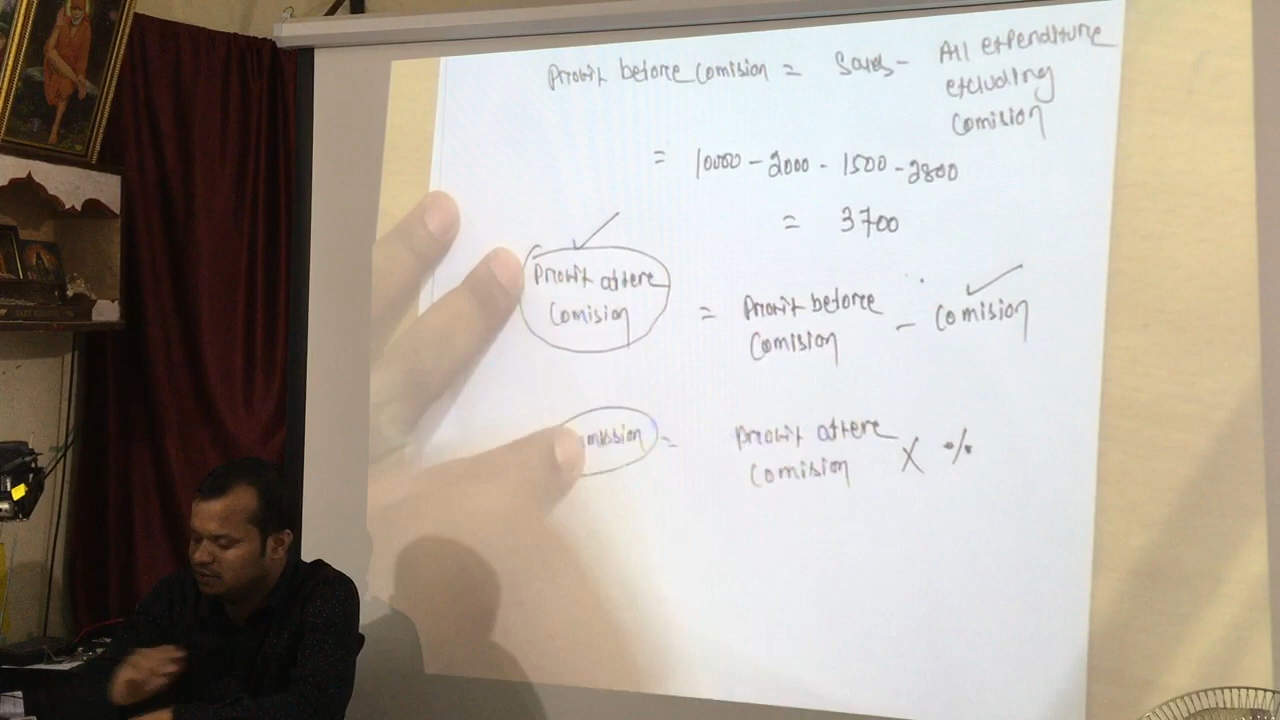 Profit before Comision = Sales - All expenditure
excluding
Comision
= 10000 - 2000 - 1500 - 2800
= 3700
Profit aftere
Comision
= Profit before
Comision
- Comision
mission =
Profit aftere
Comision
X %